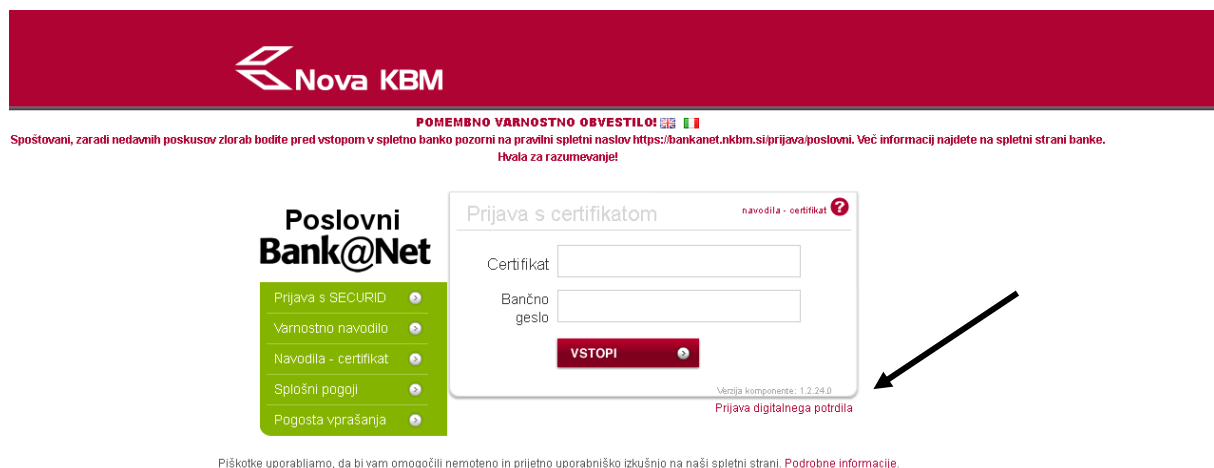 Nova KBM
POMEMBNO VARNOSTNO OBVESTILO!
Spoštovani, zaradi nedavnih poskusov zlorab bodite pred vstopom v spletno banko pozorni na pravilni spletni naslov https://bankanet.nkbm.si/prijava/poslovni. Več informacij najdete na spletni strani banke.
Hvala za razumevanje!
Poslovni
Bank@Net
Prijava s SECURID
Varnostno navodilo
Navodila - certifikat
Splošni pogoji
Pogosta vprašanja
Prijava s certifikatom
navodila - certifikat ?
Certifikat
Bančno
geslo
VSTOPI
Verzija komponente: 1.2.24.0
Prijava digitalnega potrdila
Piškotke uporabljamo, da bi vam omogočili nemoteno in prijetno uporabniško izkušnjo na naši spletni strani. Podrobne informacije.